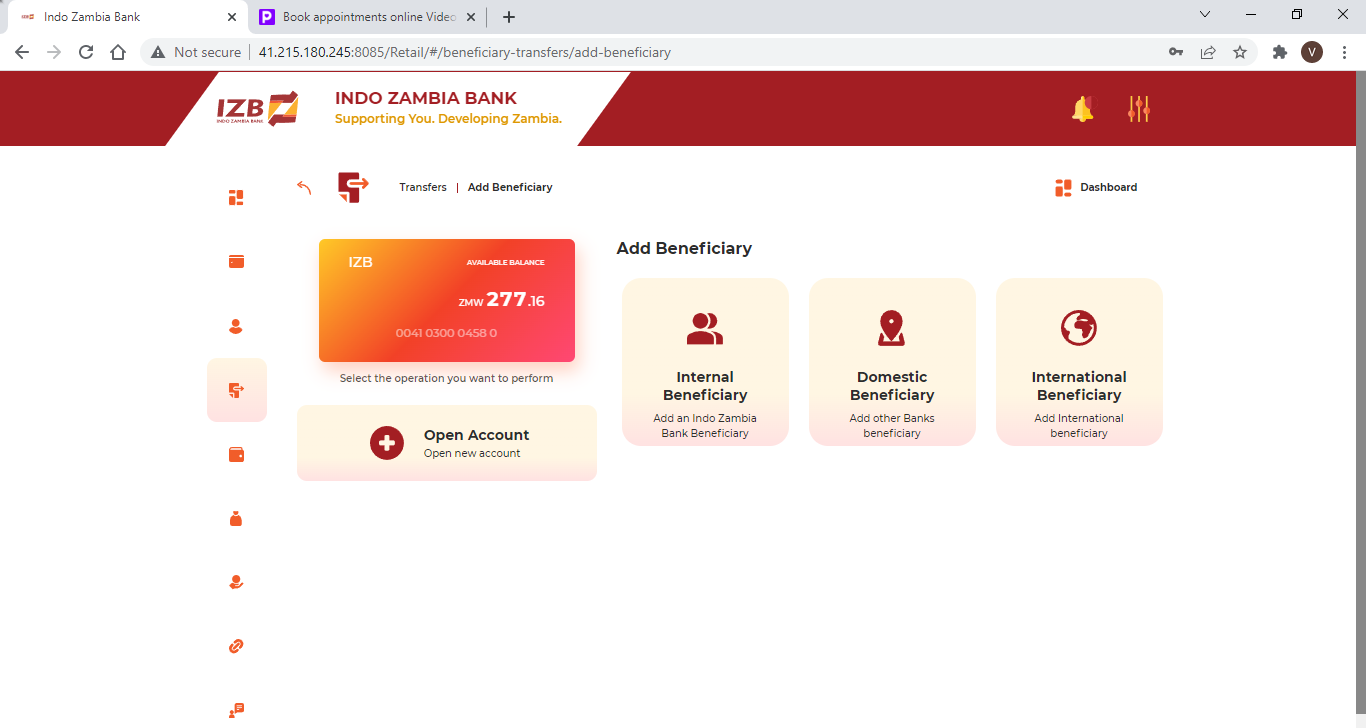 Indo Zambia Bank
Book appointments online Video
Not secure
41.215.180.245:8085/Retail/#/beneficiary-transfers/add-beneficiary
V
IZB
INDO ZAMBIA BANK
INDO ZAMBIA BANK
Supporting You. Developing Zambia.
Transfers | Add Beneficiary
Dashboard
IZB
AVAILABLE BALANCE
ZMW 277.16
0041 0300 0458 0
Select the operation you want to perform
Open Account
Open new account
Add Beneficiary
Internal
Beneficiary
Add an Indo Zambia
Bank Beneficiary
Domestic
Beneficiary
Add other Banks
beneficiary
International
Beneficiary
Add International
beneficiary